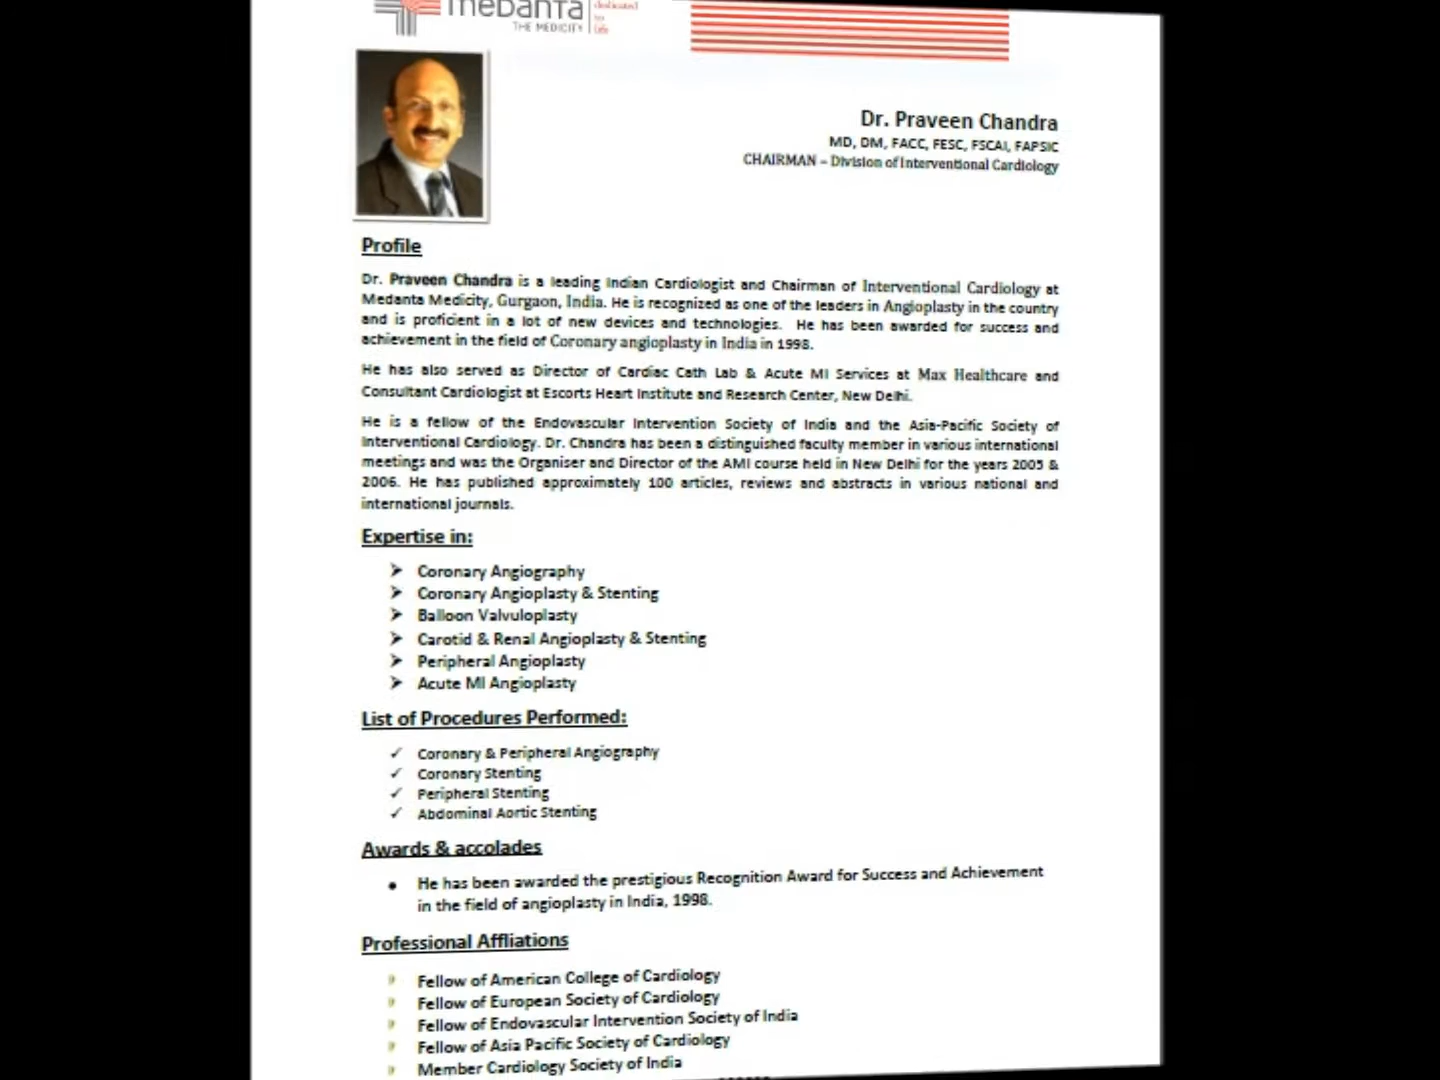 medanta
THE MEDICITY
dedicated
to
life
Dr. Praveen Chandra
MD, DM, FACC, FESC, FSCAI, FAPSIC
CHAIRMAN – Division of Interventional Cardiology
Profile
Dr. Praveen Chandra is a leading Indian Cardiologist and Chairman of Interventional Cardiology at
Medanta Medicity, Gurgaon, India. He is recognized as one of the leaders in Angioplasty in the country
and is proficient in a lot of new devices and technologies. He has been awarded for success and
achievement in the field of Coronary angioplasty in India in 1998.
He has also served as Director of Cardiac Cath Lab & Acute MI Services at Max Healthcare and
Consultant Cardiologist at Escorts Heart Institute and Research Center, New Delhi.
He is a fellow of the Endovascular Intervention Society of India and the Asia-Pacific Society of
Interventional Cardiology. Dr. Chandra has been a distinguished faculty member in various international
meetings and was the Organiser and Director of the AMI course held in New Delhi for the years 2005 &
2006. He has published approximately 100 articles, reviews and abstracts in various national and
international journals.
Expertise in:
Coronary Angiography
Coronary Angioplasty & Stenting
Balloon Valvuloplasty
Carotid & Renal Angioplasty & Stenting
Peripheral Angioplasty
Acute MI Angioplasty
List of Procedures Performed:
✓ Coronary & Peripheral Angiography
✓ Coronary Stenting
✓ Peripheral Stenting
✓ Abdominal Aortic Stenting
Awards & accolades
• He has been awarded the prestigious Recognition Award for Success and Achievement
in the field of angioplasty in India, 1998.
Professional Affliations
Fellow of American College of Cardiology
Fellow of European Society of Cardiology
Fellow of Endovascular Intervention Society of India
Fellow of Asia Pacific Society of Cardiology
Member Cardiology Society of India